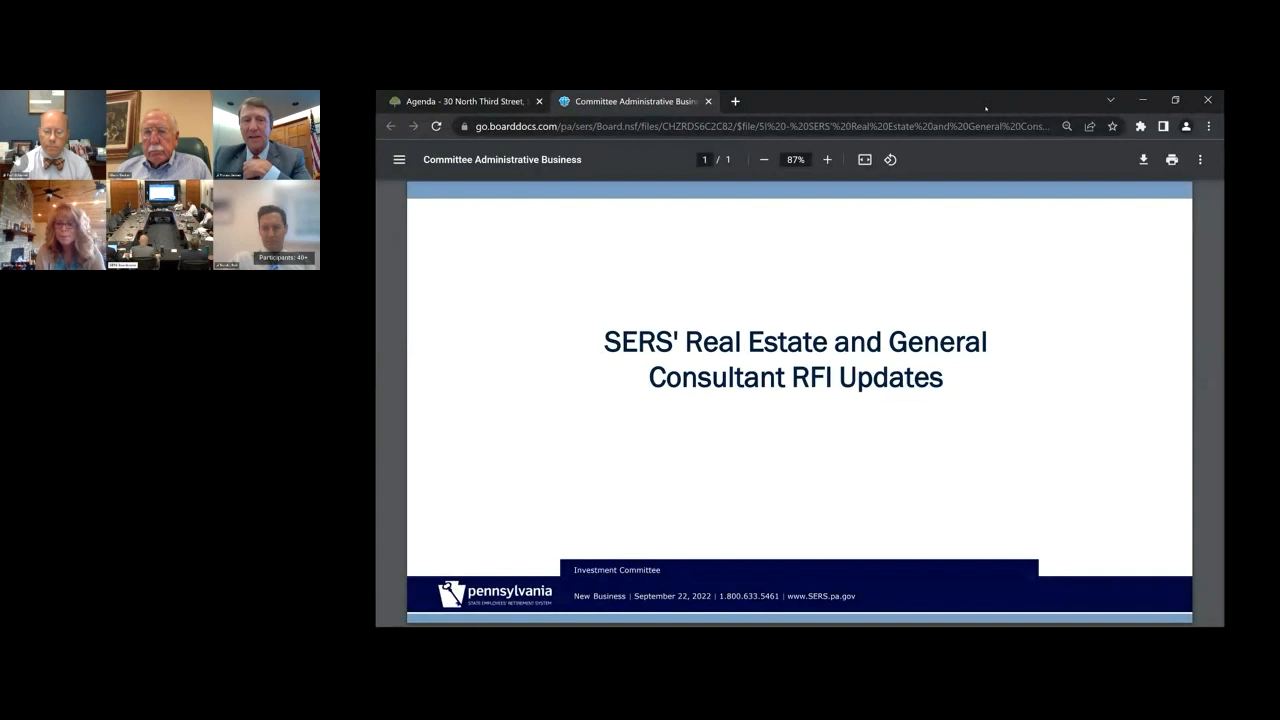 Participants: 40+
Agenda - 30 North Third Street,
Committee Administrative Busin
go.boarddocs.com/pa/sers/Board.nsf/files/CHZRDS6C2C82/$file/5I%20-%20SERS'%20Real%20Estate%20and%20General%20Cons...
Committee Administrative Business
1 / 1
87%
SERS' Real Estate and General
Consultant RFI Updates
Investment Committee
pennsylvania
STATE EMPLOYEES' RETIREMENT SYSTEM
New Business | September 22, 2022 | 1.800.633.5461 | www.SERS.pa.gov